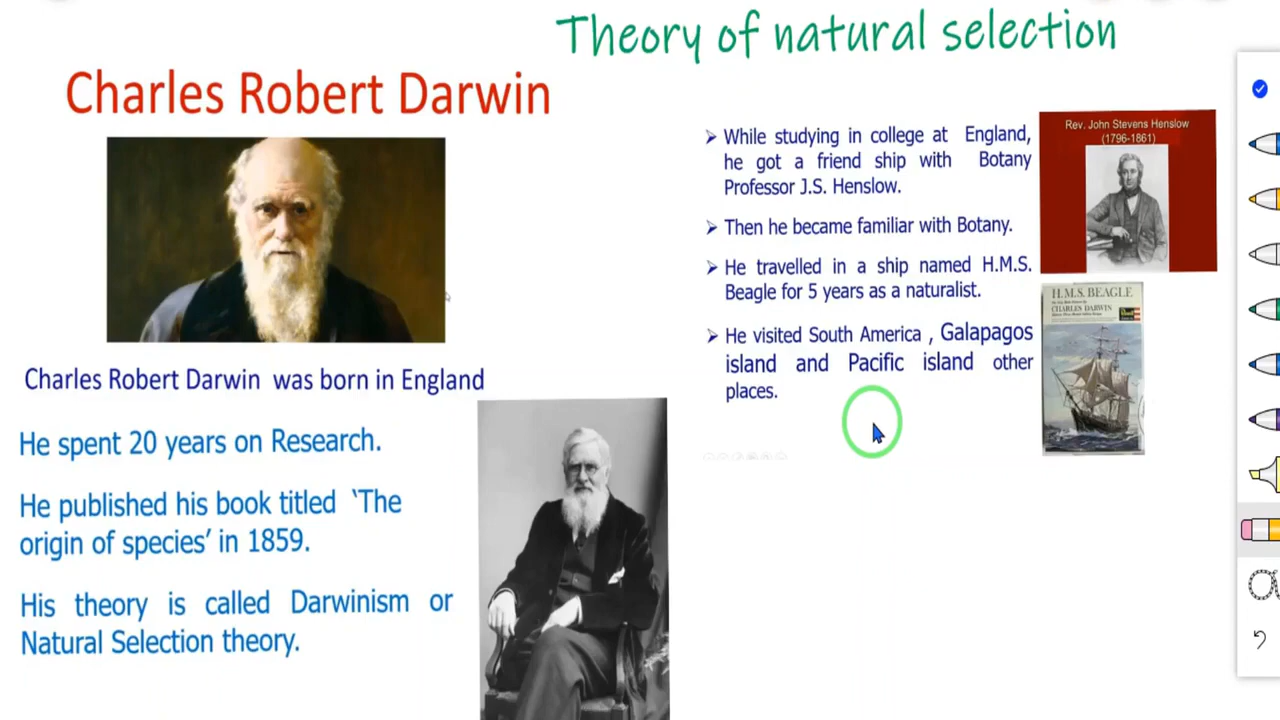 Theory of natural selection
Charles Robert Darwin
Charles Robert Darwin was born in England
He spent 20 years on Research.
He published his book titled ‘The
origin of species’ in 1859.
His theory is called Darwinism or
Natural Selection theory.
➢ While studying in college at England,
he got a friend ship with Botany
Professor J.S. Henslow.
➢ Then he became familiar with Botany.
➢ He travelled in a ship named H.M.S.
Beagle for 5 years as a naturalist.
➢ He visited South America , Galapagos
island and Pacific island other
places.
Rev. John Stevens Henslow
(1796-1861)
H.M.S. BEAGLE
CHARLES DARWIN